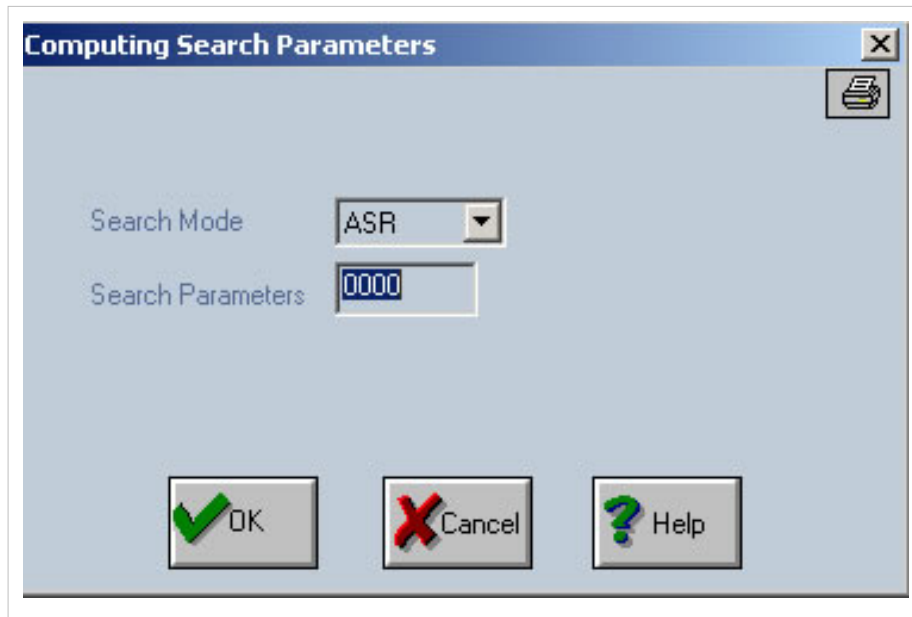 Computing Search Parameters
Search Mode ASR
Search Parameters 0000
OK Cancel Help